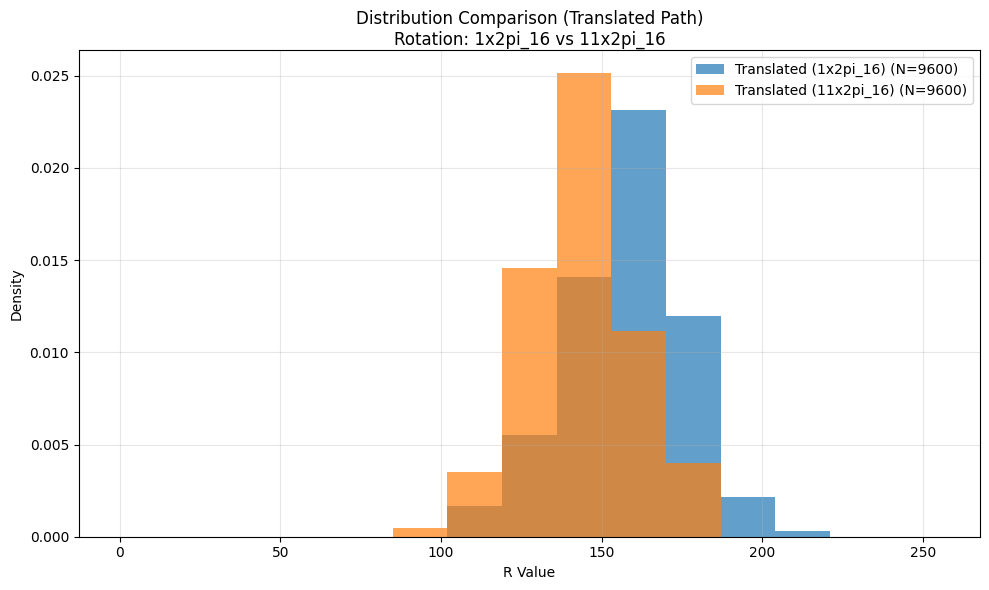 Distribution Comparison (Translated Path)
Rotation: 1x2pi_16 vs 11x2pi_16
Translated (1x2pi_16) (N=9600)
Translated (11x2pi_16) (N=9600)
Density
0.025
0.020
0.015
0.010
0.005
0.000
0 50 100 150 200 250
R Value